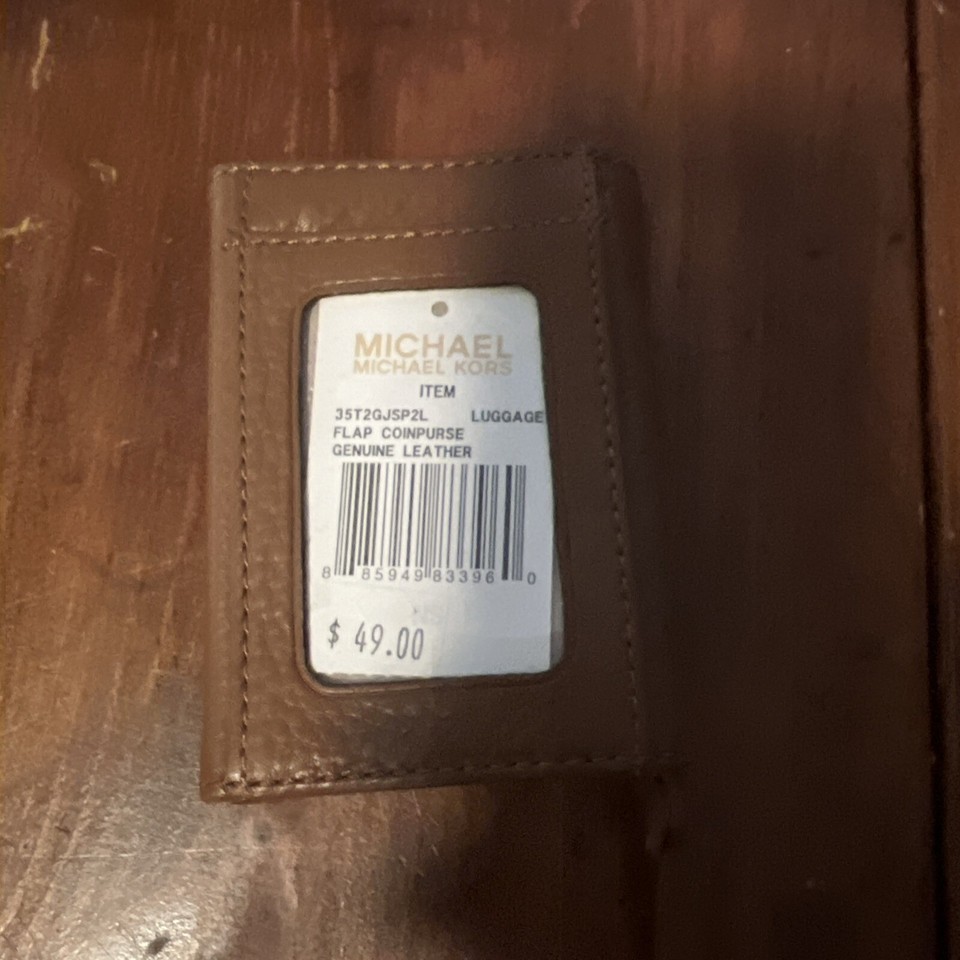 MICHAEL
MICHAEL KORS
ITEM
35T2GJSP2L LUGGAGE
FLAP COINPURSE
GENUINE LEATHER
8 85949 83396 0
$ 49.00